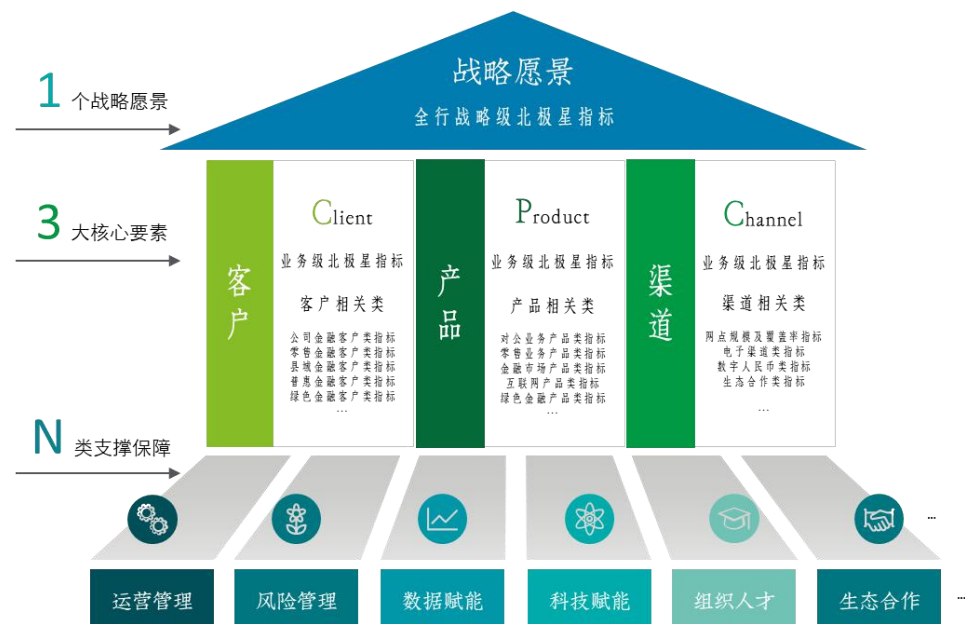 战略愿景
全行战略级北极星指标
1 个战略愿景
3 大核心要素
N 类支撑保障
客户
Client
业务级北极星指标
客户相关类
公司金融客户类指标
零售金融客户类指标
县域金融客户类指标
普惠金融客户类指标
绿色金融客户类指标
...
产品
Product
业务级北极星指标
产品相关类
对公业务产品类指标
零售业务产品类指标
金融市场产品类指标
互联网产品类指标
绿色金融产品类指标
...
渠道
Channel
业务级北极星指标
渠道相关类
网点规模及覆盖率指标
电子渠道类指标
数字人民币类指标
生态合作类指标
...
...
运营管理
风险管理
数据赋能
科技赋能
组织人才
生态合作
...